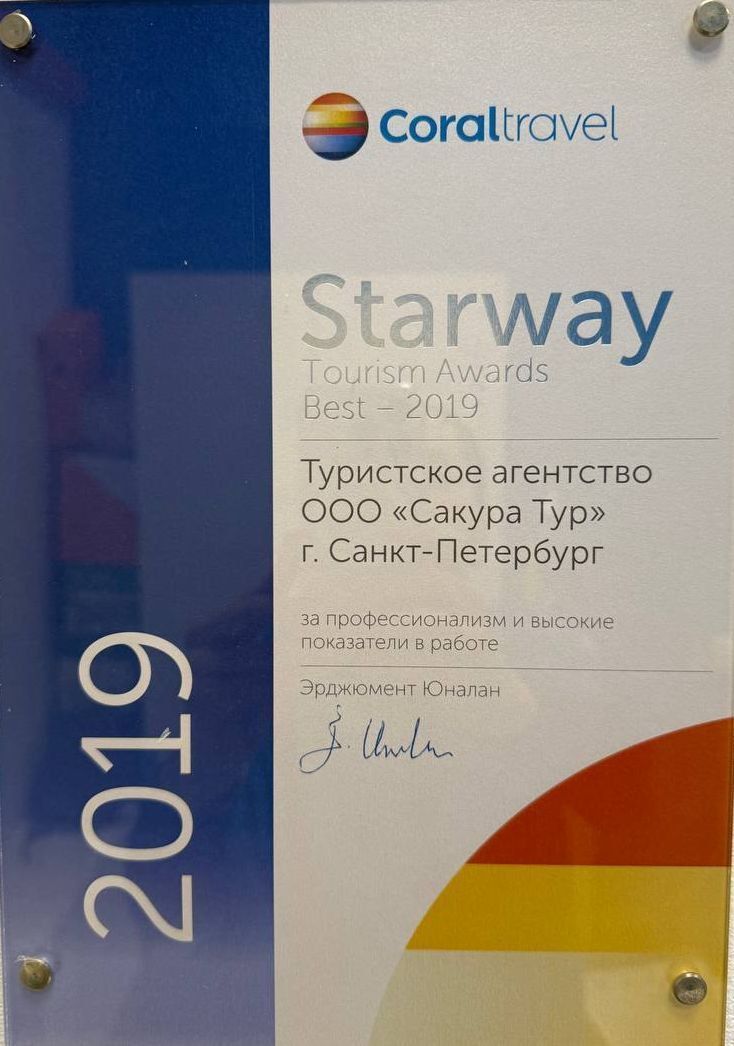 Coraltravel
Starway
Tourism Awards
Best – 2019
Туристское агентство
ООО «Сакура Тур»
г. Санкт-Петербург
за профессионализм и высокие
показатели в работе
Эрджюмент Юналан
2019